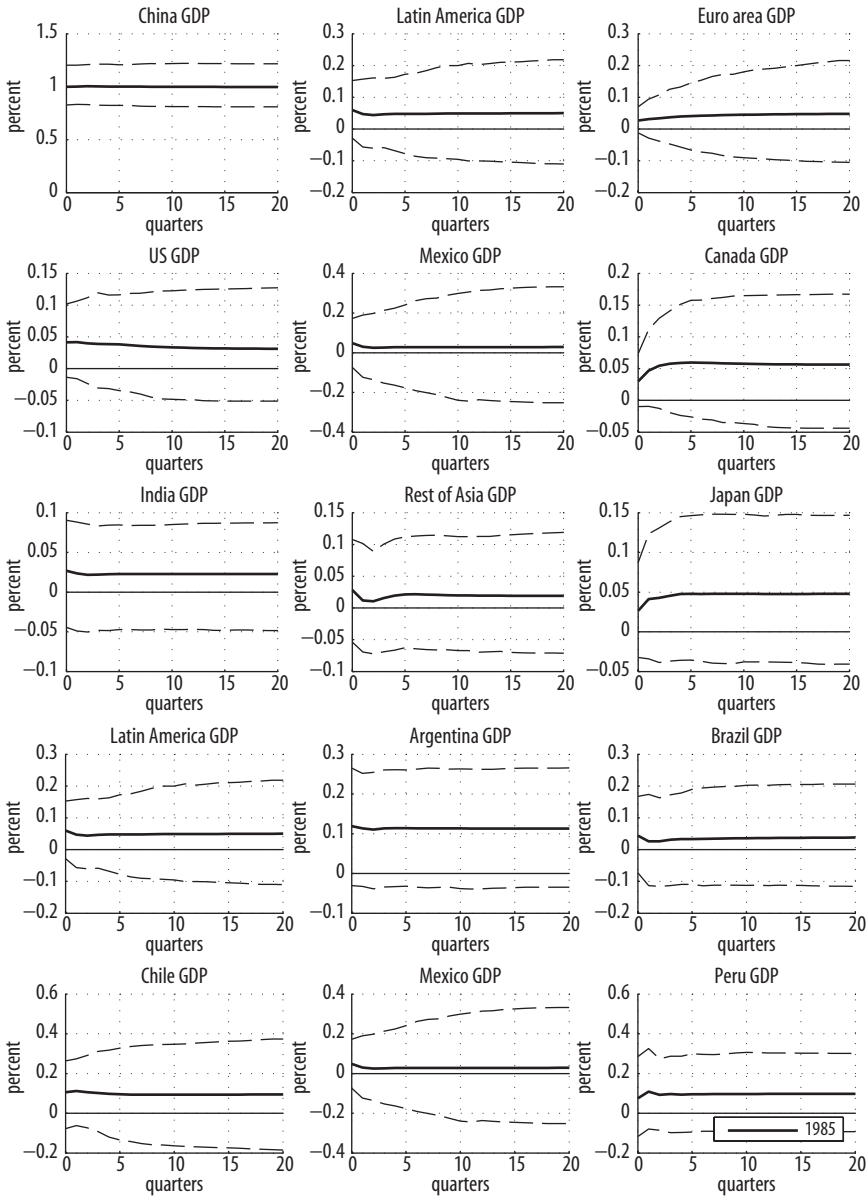 China GDP
percent
1.5
1
0.5
0
0 5 10 15 20
quarters
Latin America GDP
percent
0.3
0.2
0.1
0
−0.1
−0.2
0 5 10 15 20
quarters
Euro area GDP
percent
0.3
0.2
0.1
0
−0.1
−0.2
0 5 10 15 20
quarters
US GDP
percent
0.15
0.1
0.05
0
−0.05
−0.1
0 5 10 15 20
quarters
Mexico GDP
percent
0.4
0.2
0
−0.2
−0.4
0 5 10 15 20
quarters
Canada GDP
percent
0.2
0.15
0.1
0.05
0
−0.05
0 5 10 15 20
quarters
India GDP
percent
0.1
0.05
0
−0.05
−0.1
0 5 10 15 20
quarters
Rest of Asia GDP
percent
0.15
0.1
0.05
0
−0.05
−0.1
0 5 10 15 20
quarters
Japan GDP
percent
0.15
0.1
0.05
0
−0.05
0 5 10 15 20
quarters
Latin America GDP
percent
0.3
0.2
0.1
0
−0.1
−0.2
0 5 10 15 20
quarters
Argentina GDP
percent
0.3
0.2
0.1
0
−0.1
0 5 10 15 20
quarters
Brazil GDP
percent
0.3
0.2
0.1
0
−0.1
−0.2
0 5 10 15 20
quarters
Chile GDP
percent
0.6
0.4
0.2
0
−0.2
0 5 10 15 20
quarters
Mexico GDP
percent
0.4
0.2
0
−0.2
−0.4
0 5 10 15 20
quarters
Peru GDP
percent
0.6
0.4
0.2
0
−0.2
1985
0 5 10 15 20
quarters